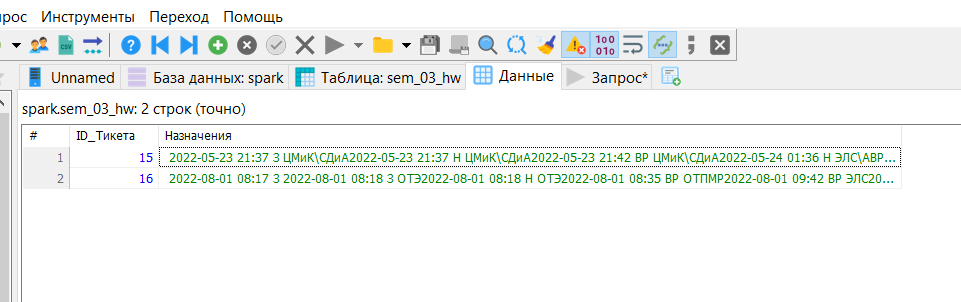 рос Инструменты Переход Помощь
CSV ? 100 010 ;
Unnamed База данных: spark Таблица: sem_03_hw Данные Запрос*
spark.sem_03_hw: 2 строк (точно)
# ID_Тикета Назначения
1 15 2022-05-23 21:37 З ЦМиК\СДиА2022-05-23 21:37 Н ЦМиК\СДиА2022-05-23 21:42 ВР ЦМиК\СДиА2022-05-24 01:36 Н ЭЛС\АВР...
2 16 2022-08-01 08:17 З 2022-08-01 08:18 З ОТЭ2022-08-01 08:18 Н ОТЭ2022-08-01 08:35 ВР ОТПМР2022-08-01 09:42 ВР ЭЛС20...